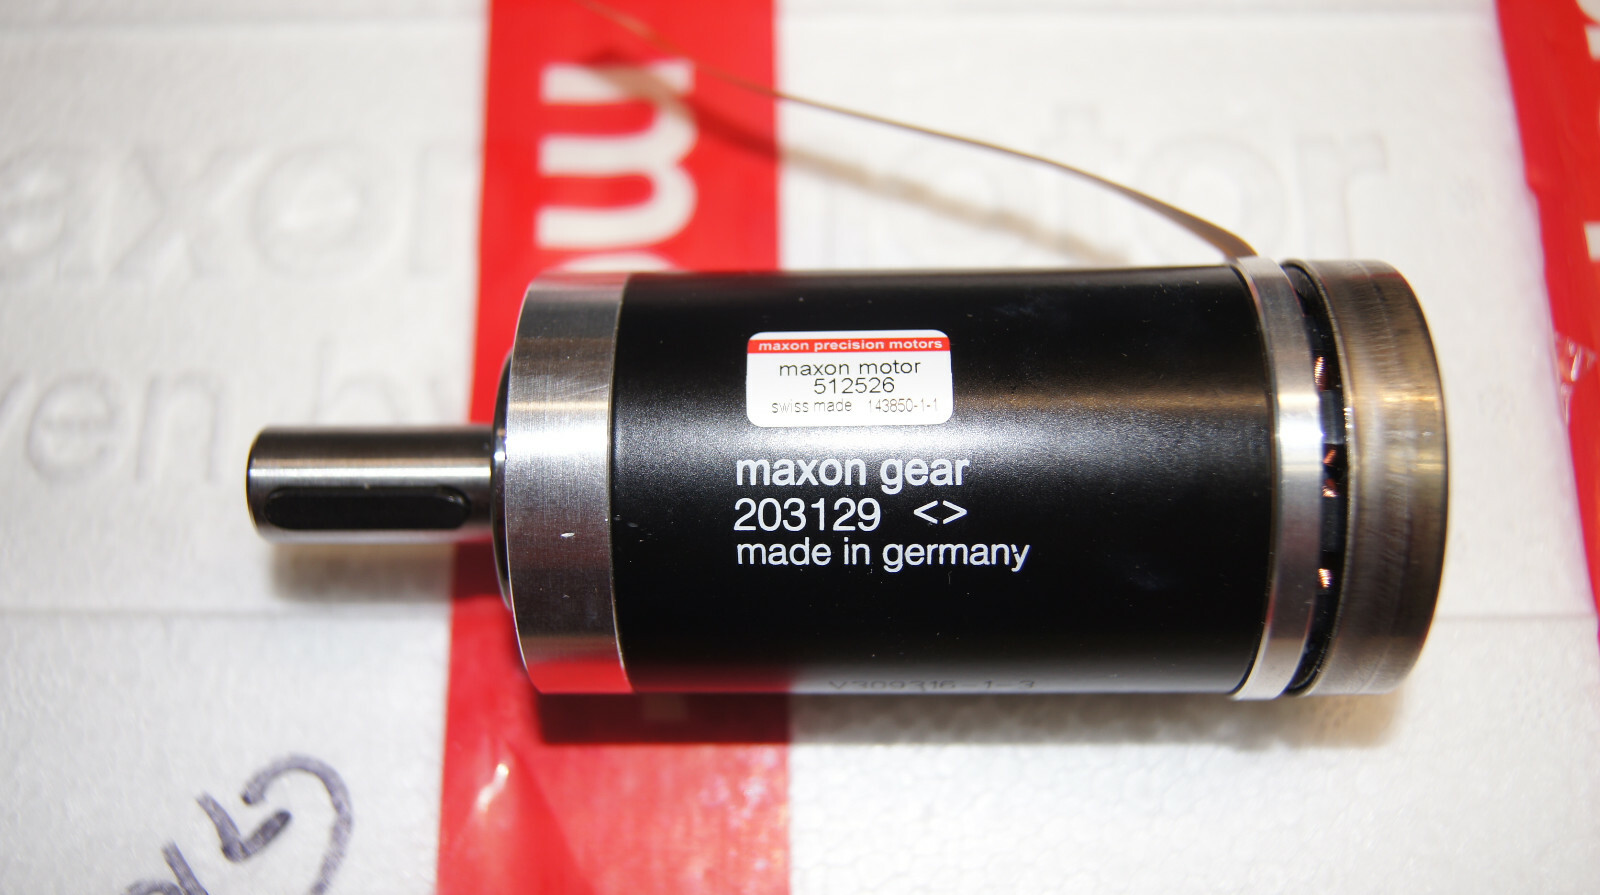 maxon precision motors
maxon motor
512526
swiss made 143850-1-1
maxon gear
203129 <>
made in germany